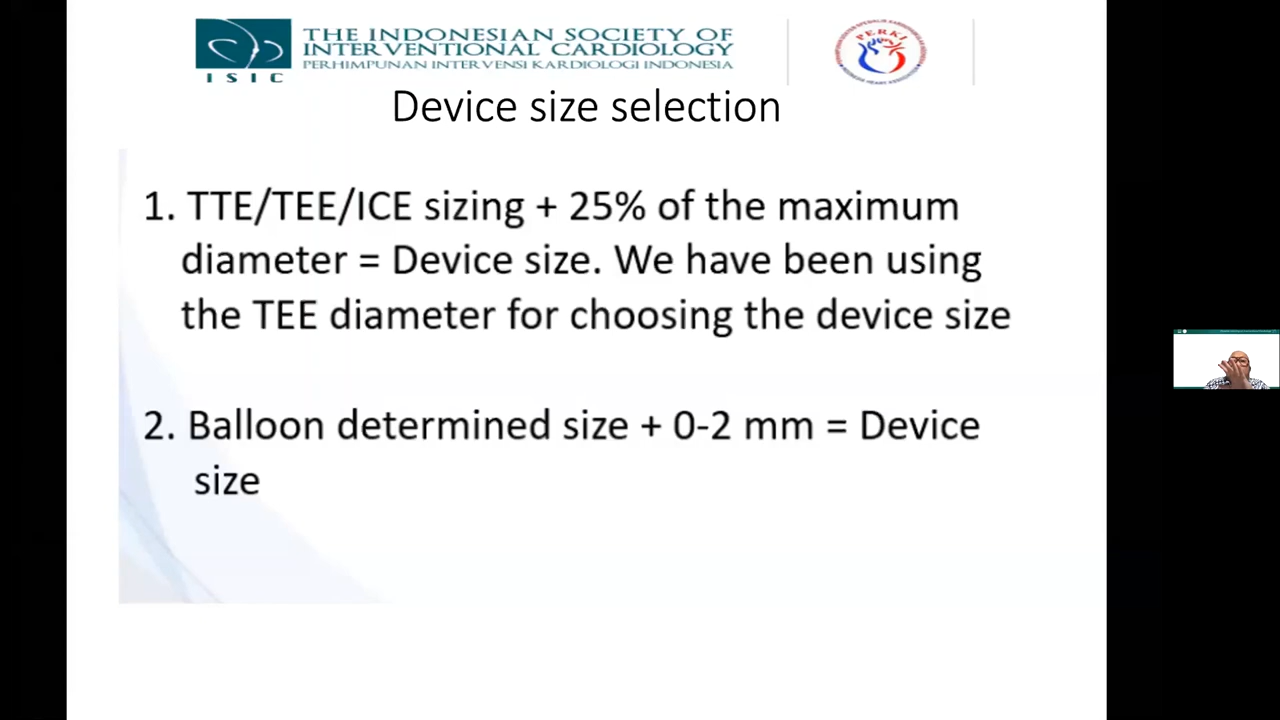 THE INDONESIAN SOCIETY OF
INTERVENTIONAL CARDIOLOGY
PERHIMPUNAN INTERVENSI KARDIOLOGI INDONESIA
ISIC
PERKI
Device size selection
1. TTE/TEE/ICE sizing + 25% of the maximum
diameter = Device size. We have been using
the TEE diameter for choosing the device size
2. Balloon determined size + 0-2 mm = Device
size